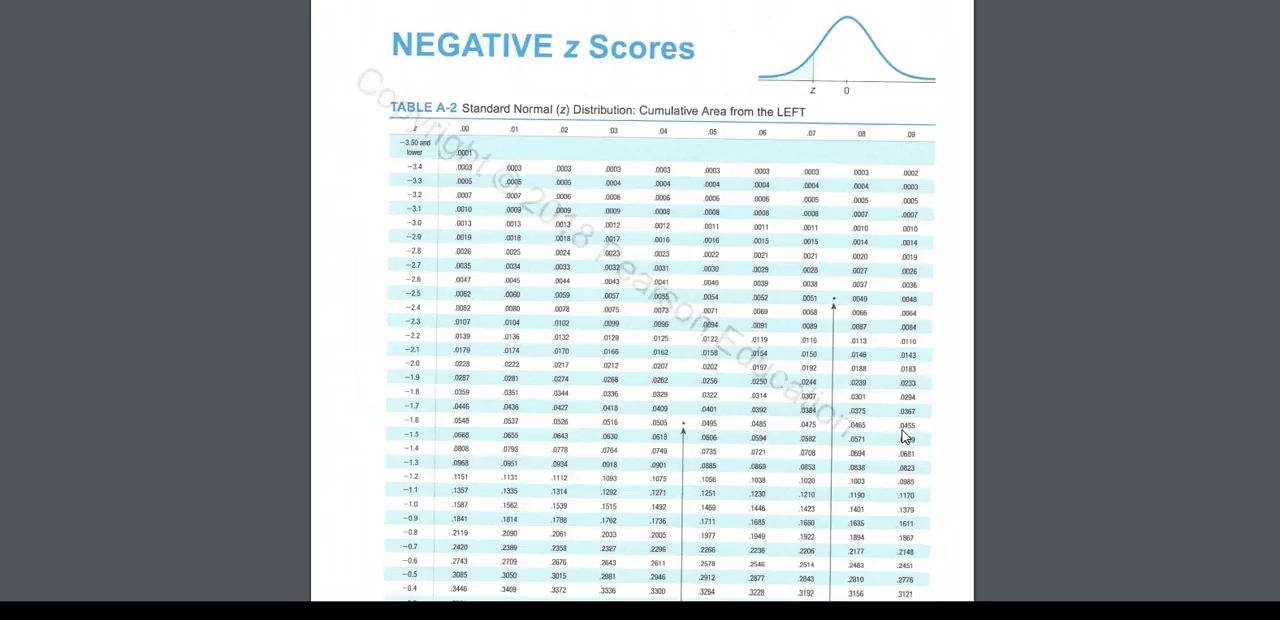 NEGATIVE z Scores
z 0
Copyright © 2018 Pearson Education
TABLE A-2 Standard Normal (z) Distribution: Cumulative Area from the LEFT
z .00 .01 .02 .03 .04 .05 .06 .07 .08 .09
−3.50 and
lower .0001
−3.4 .0003 .0003 .0003 .0003 .0003 .0003 .0003 .0003 .0003 .0002
−3.3 .0005 .0005 .0005 .0004 .0004 .0004 .0004 .0004 .0004 .0003
−3.2 .0007 .0007 .0006 .0006 .0006 .0006 .0006 .0005 .0005 .0005
−3.1 .0010 .0009 .0009 .0009 .0008 .0008 .0008 .0008 .0007 .0007
−3.0 .0013 .0013 .0013 .0012 .0012 .0011 .0011 .0011 .0010 .0010
−2.9 .0019 .0018 .0018 .0017 .0016 .0016 .0015 .0015 .0014 .0014
−2.8 .0026 .0025 .0024 .0023 .0023 .0022 .0021 .0021 .0020 .0019
−2.7 .0035 .0034 .0033 .0032 .0031 .0030 .0029 .0028 .0027 .0026
−2.6 .0047 .0045 .0044 .0043 .0041 .0040 .0039 .0038 .0037 .0036
−2.5 .0062 .0060 .0059 .0057 .0055 .0054 .0052 .0051 * .0049 .0048
−2.4 .0082 .0080 .0078 .0075 .0073 .0071 .0069 .0068 .0066 .0064
−2.3 .0107 .0104 .0102 .0099 .0096 .0094 .0091 .0089 .0087 .0084
−2.2 .0139 .0136 .0132 .0129 .0125 .0122 .0119 .0116 .0113 .0110
−2.1 .0179 .0174 .0170 .0166 .0162 .0158 .0154 .0150 .0146 .0143
−2.0 .0228 .0222 .0217 .0212 .0207 .0202 .0197 .0192 .0188 .0183
−1.9 .0287 .0281 .0274 .0268 .0262 .0256 .0250 .0244 .0239 .0233
−1.8 .0359 .0351 .0344 .0336 .0329 .0322 .0314 .0307 .0301 .0294
−1.7 .0446 .0436 .0427 .0418 .0409 .0401 .0392 .0384 .0375 .0367
−1.6 .0548 .0537 .0526 .0516 .0505 * .0495 .0485 .0475 .0465 .0455
−1.5 .0668 .0655 .0643 .0630 .0618 .0606 .0594 .0582 .0571
−1.4 .0808 .0793 .0778 .0764 .0749 .0735 .0721 .0708 .0694 .0681
−1.3 .0968 .0951 .0934 .0918 .0901 .0885 .0869 .0853 .0838 .0823
−1.2 .1151 .1131 .1112 .1093 .1075 .1056 .1038 .1020 .1003 .0985
−1.1 .1357 .1335 .1314 .1292 .1271 .1251 .1230 .1210 .1190 .1170
−1.0 .1587 .1562 .1539 .1515 .1492 .1469 .1446 .1423 .1401 .1379
−0.9 .1841 .1814 .1788 .1762 .1736 .1711 .1685 .1660 .1635 .1611
−0.8 .2119 .2090 .2061 .2033 .2005 .1977 .1949 .1922 .1894 .1867
−0.7 .2420 .2389 .2358 .2327 .2296 .2266 .2236 .2206 .2177 .2148
−0.6 .2743 .2709 .2676 .2643 .2611 .2578 .2546 .2514 .2483 .2451
−0.5 .3085 .3050 .3015 .2981 .2946 .2912 .2877 .2843 .2810 .2776
−0.4 .3446 .3409 .3372 .3336 .3300 .3264 .3228 .3192 .3156 .3121